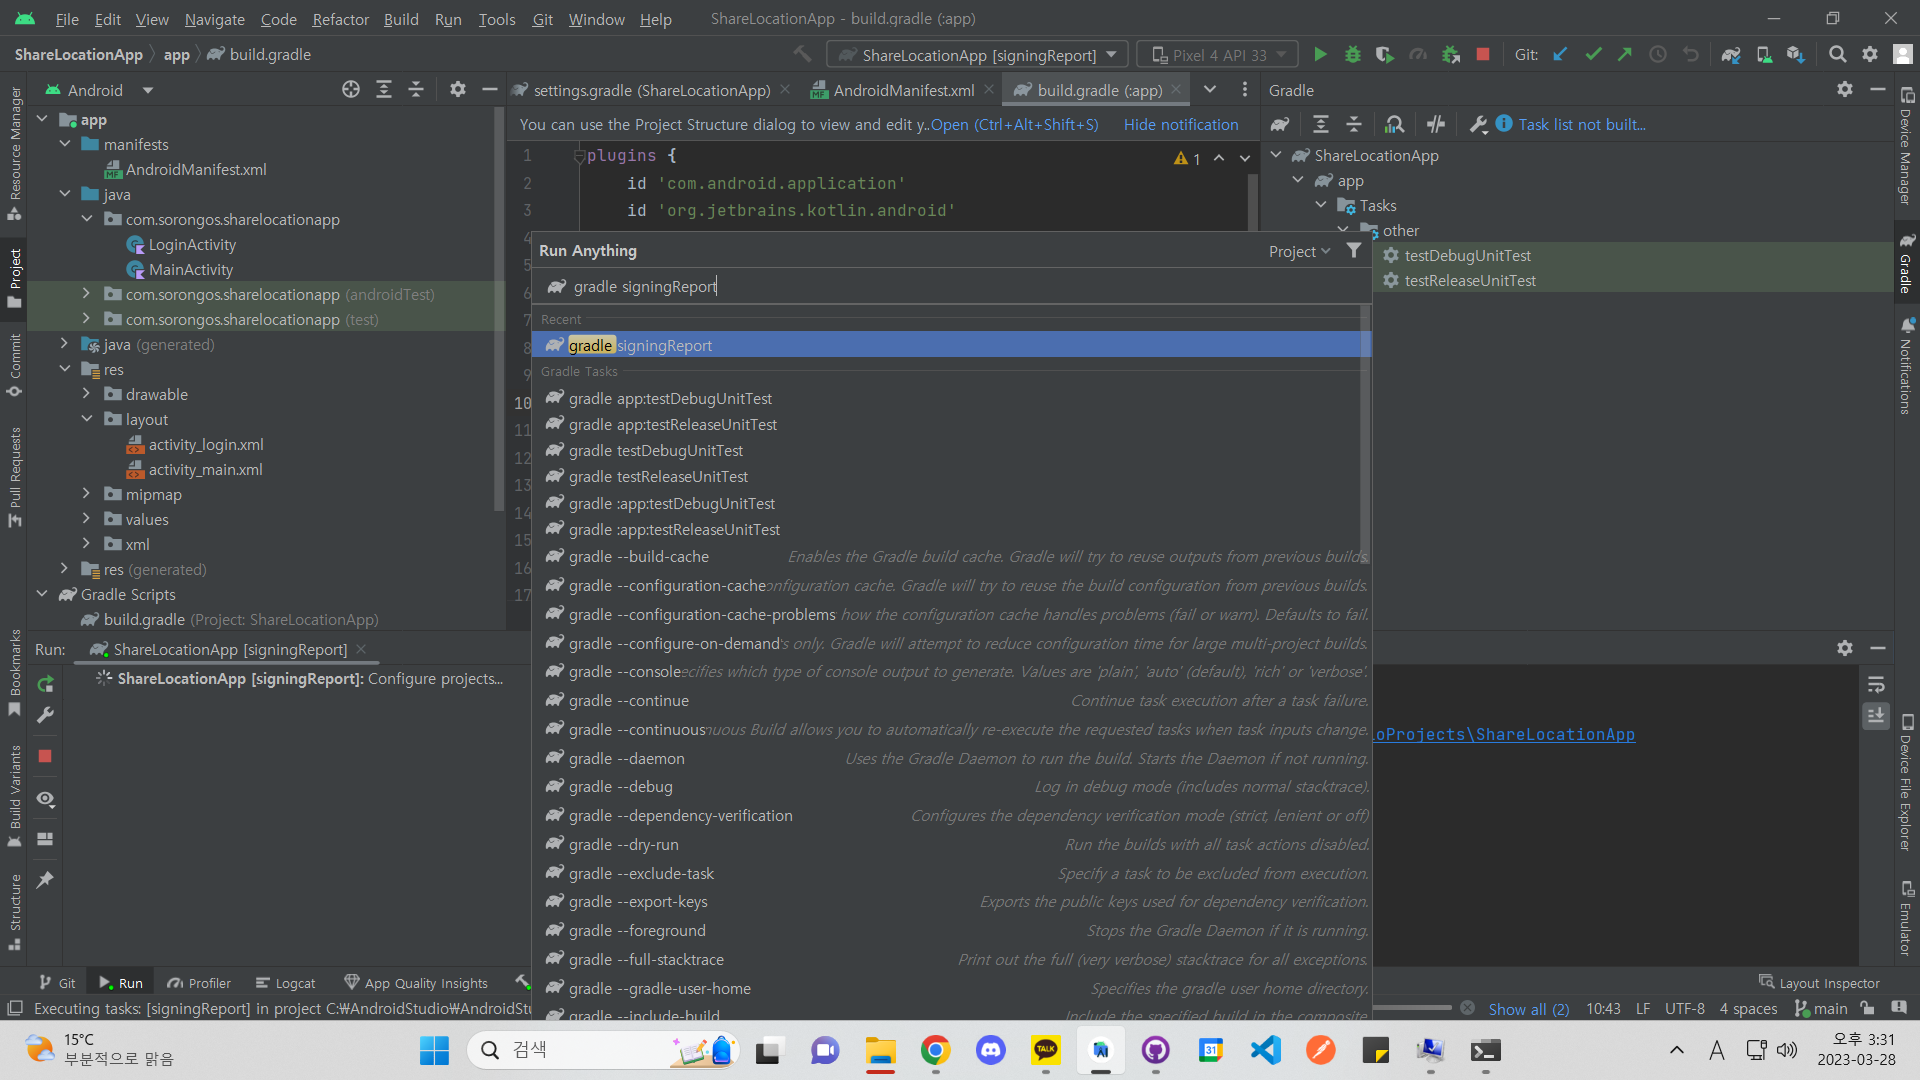 File Edit View Navigate Code Refactor Build Run Tools Git Window Help ShareLocationApp - build.gradle (:app)
ShareLocationApp app build.gradle ShareLocationApp [signingReport] Pixel 4 API 33 Git:
Android
settings.gradle (ShareLocationApp) AndroidManifest.xml build.gradle (:app)
Gradle
You can use the Project Structure dialog to view and edit y.. Open (Ctrl+Alt+Shift+S) Hide notification
Task list not built...
Resource Manager
Project
Commit
Pull Requests
Bookmarks
Build Variants
Structure
app
manifests
AndroidManifest.xml
java
com.sorongos.sharelocationapp
LoginActivity
MainActivity
com.sorongos.sharelocationapp (androidTest)
com.sorongos.sharelocationapp (test)
java (generated)
res
drawable
layout
activity_login.xml
activity_main.xml
mipmap
values
xml
res (generated)
Gradle Scripts
build.gradle (Project: ShareLocationApp)
1 plugins {
2 id 'com.android.application'
3 id 'org.jetbrains.kotlin.android'
4
5
6
7
8
9
10
11
12
13
14
15
16
17
1
ShareLocationApp
app
Tasks
other
testDebugUnitTest
testReleaseUnitTest
Run Anything Project
gradle signingReport
Recent
gradle signingReport
Gradle Tasks
gradle app:testDebugUnitTest
gradle app:testReleaseUnitTest
gradle testDebugUnitTest
gradle testReleaseUnitTest
gradle :app:testDebugUnitTest
gradle :app:testReleaseUnitTest
gradle --build-cache Enables the Gradle build cache. Gradle will try to reuse outputs from previous builds.
gradle --configuration-cache onfiguration cache. Gradle will try to reuse the build configuration from previous builds.
gradle --configuration-cache-problems how the configuration cache handles problems (fail or warn). Defaults to fail.
gradle --configure-on-demand 's only. Gradle will attempt to reduce configuration time for large multi-project builds.
gradle --console ecifies which type of console output to generate. Values are 'plain', 'auto' (default), 'rich' or 'verbose'.
gradle --continue Continue task execution after a task failure.
gradle --continuous nuous Build allows you to automatically re-execute the requested tasks when task inputs change.
gradle --daemon Uses the Gradle Daemon to run the build. Starts the Daemon if not running.
gradle --debug Log in debug mode (includes normal stacktrace).
gradle --dependency-verification Configures the dependency verification mode (strict, lenient or off)
gradle --dry-run Run the builds with all task actions disabled.
gradle --exclude-task Specify a task to be excluded from execution.
gradle --export-keys Exports the public keys used for dependency verification.
gradle --foreground Stops the Gradle Daemon if it is running.
gradle --full-stacktrace Print out the full (very verbose) stacktrace for all exceptions.
gradle --gradle-user-home Specifies the gradle user home directory.
gradle --include-build Include the specified build in the composite
Run: ShareLocationApp [signingReport]
ShareLocationApp [signingReport]: Configure projects...
oProjects\ShareLocationApp
Device Manager
Gradle
Notifications
Device File Explorer
Emulator
Git Run Profiler Logcat App Quality Insights Layout Inspector
Executing tasks: [signingReport] in project C:₩AndroidStudio₩AndroidStu Show all (2) 10:43 LF UTF-8 4 spaces main
15°C
부분적으로 맑음
검색
TALK
31
A
오후 3:31
2023-03-28